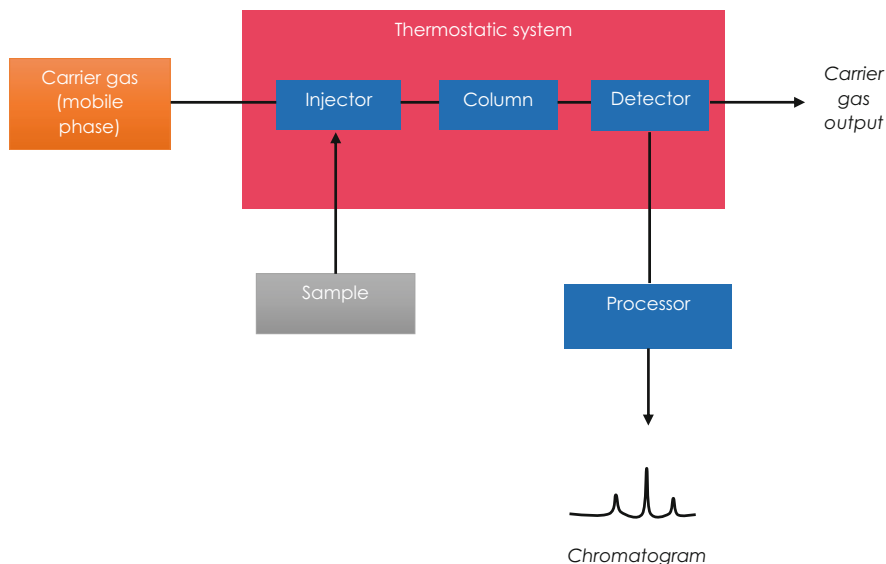 Thermostatic system
Carrier gas
(mobile
phase)
Injector
Column
Detector
Carrier
gas
output
Sample
Processor
Chromatogram